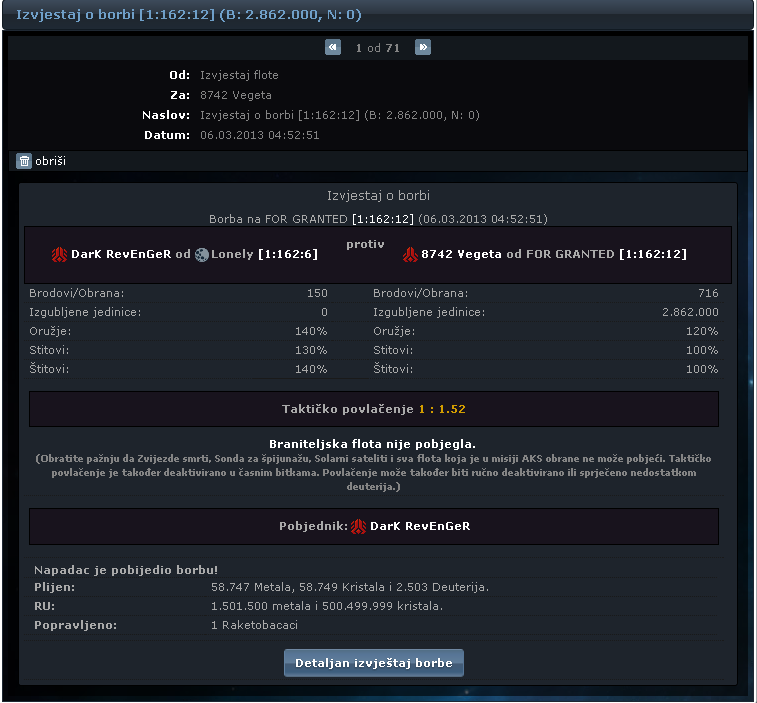 Izvjestaj o borbi [1:162:12] (B: 2.862.000, N: 0)
1 od 71
Od: Izvjestaj flote
Za: 8742 Vegeta
Naslov: Izvjestaj o borbi [1:162:12] (B: 2.862.000, N: 0)
Datum: 06.03.2013 04:52:51
obriši
Izvjestaj o borbi
Borba na FOR GRANTED [1:162:12] (06.03.2013 04:52:51)
DarK RevEnGeR od Lonely [1:162:6] protiv 8742 Vegeta od FOR GRANTED [1:162:12]
Brodovi/Obrana: 150 Brodovi/Obrana: 716
Izgubljene jedinice: 0 Izgubljene jedinice: 2.862.000
Oružje: 140% Oružje: 120%
Stitovi: 130% Stitovi: 100%
Štitovi: 140% Štitovi: 100%
Taktičko povlačenje 1 : 1.52
Braniteljska flota nije pobjegla.
(Obratite pažnju da Zvijezde smrti, Sonda za špijunažu, Solarni sateliti i sva flota koja je u misiji AKS obrane ne može pobjeći. Taktičko
povlačenje je također deaktivirano u časnim bitkama. Povlačenje može također biti ručno deaktivirano ili sprječeno nedostatkom
deuterija.)
Pobjednik: DarK RevEnGeR
Napadac je pobijedio borbu!
Plijen: 58.747 Metala, 58.749 Kristala i 2.503 Deuterija.
RU: 1.501.500 metala i 500.499.999 kristala.
Popravljeno: 1 Raketobacaci
Detaljan izvještaj borbe